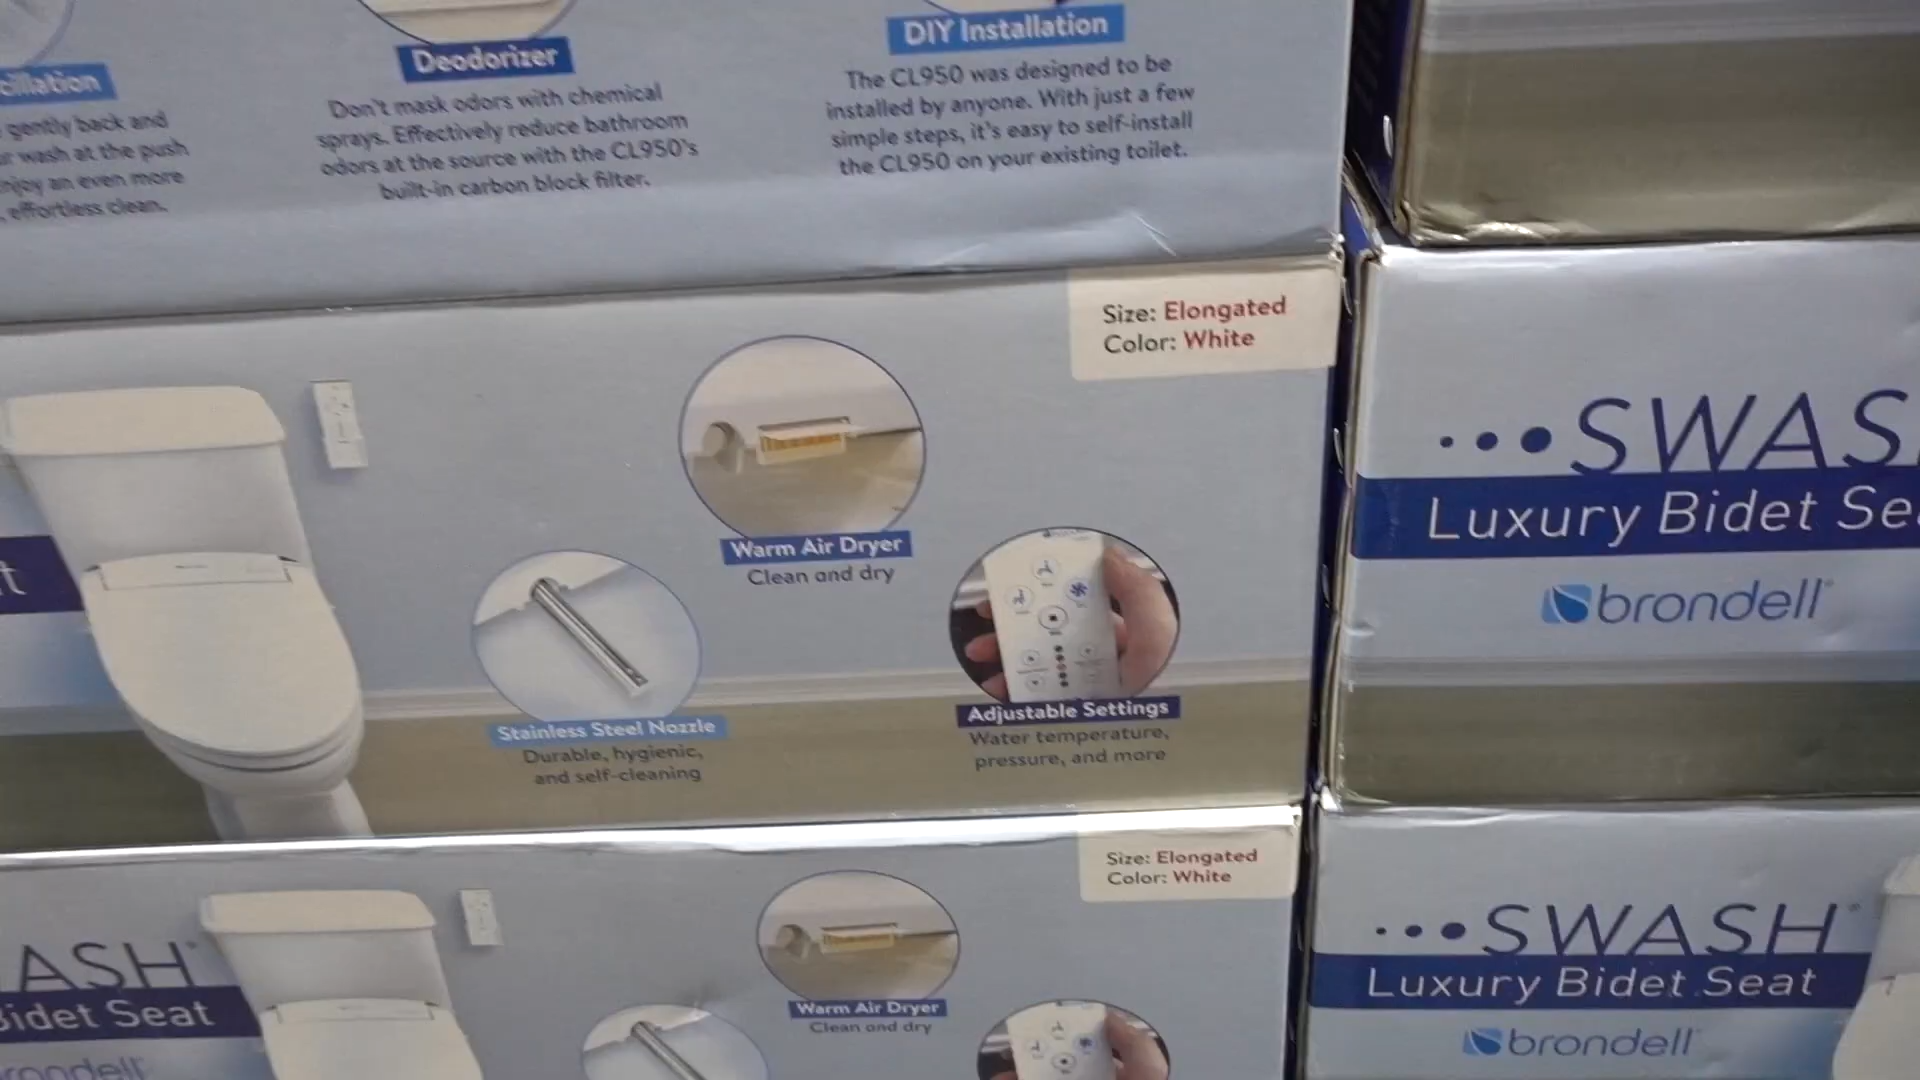 cillation
gently back and
wash at the push
enjoy an even more
effortless clean.
Deodorizer
Don't mask odors with chemical
sprays. Effectively reduce bathroom
odors at the source with the CL950's
built-in carbon block filter.
DIY Installation
The CL950 was designed to be
installed by anyone. With just a few
simple steps, it's easy to self-install
the CL950 on your existing toilet.
Size: Elongated
Color: White
Warm Air Dryer
Clean and dry
Stainless Steel Nozzle
Durable, hygienic,
and self-cleaning
Adjustable Settings
Water temperature,
pressure, and more
SWAS
Luxury Bidet Se
brondell
ASH
Bidet Seat
brondell
Size: Elongated
Color: White
Warm Air Dryer
Clean and dry
SWASH
Luxury Bidet Seat
brondell